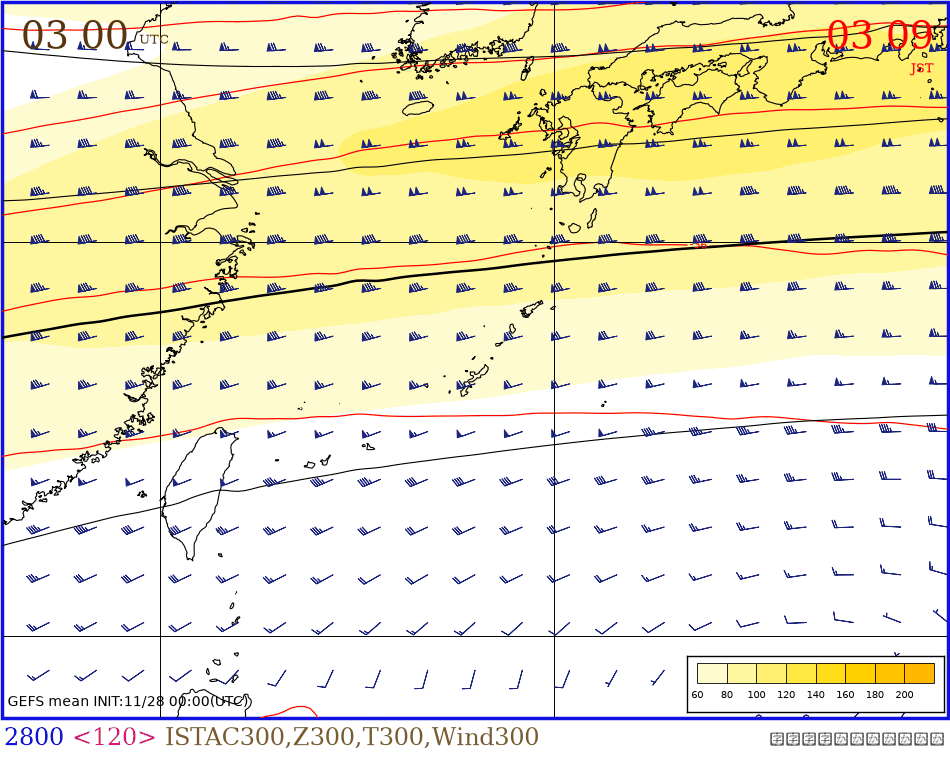 03 00 UTC
03 09
JST
-36
60 80 100 120 140 160 180 200
GEFS mean INIT:11/28 00:00(UTC)
2800 <120> ISTAC300,Z300,T300,Wind300